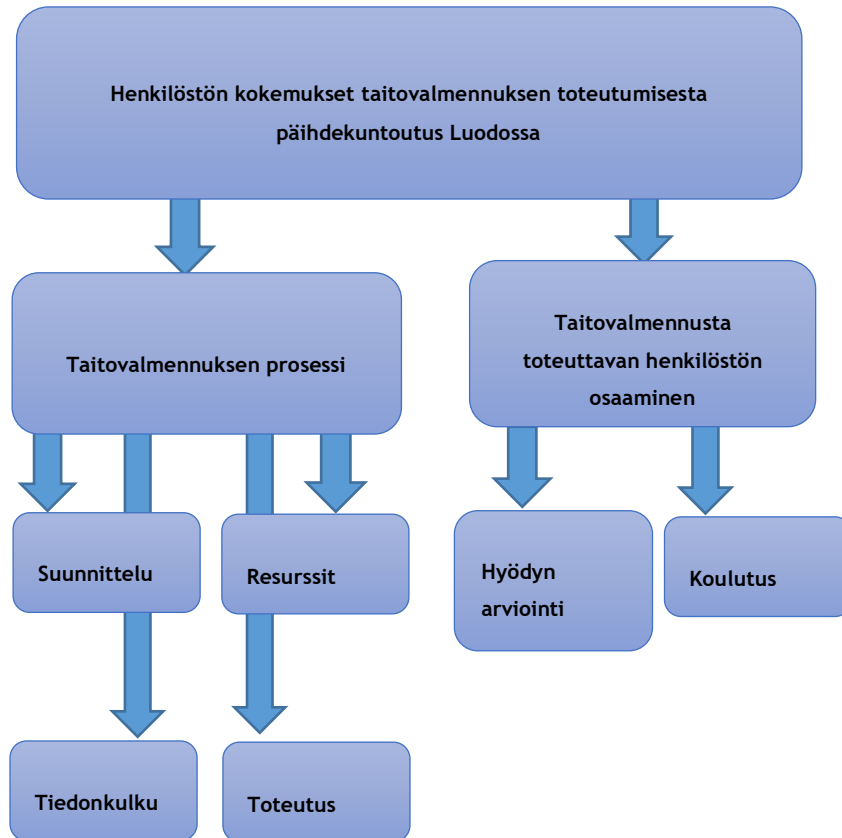 Henkilöstön kokemukset taitovalmennuksen toteutumisesta
päihdekuntoutus Luodossa
Taitovalmennuksen prosessi
Taitovalmennusta
toteuttavan henkilöstön
osaaminen
Suunnittelu
Resurssit
Hyödyn
arviointi
Koulutus
Tiedonkulku
Toteutus